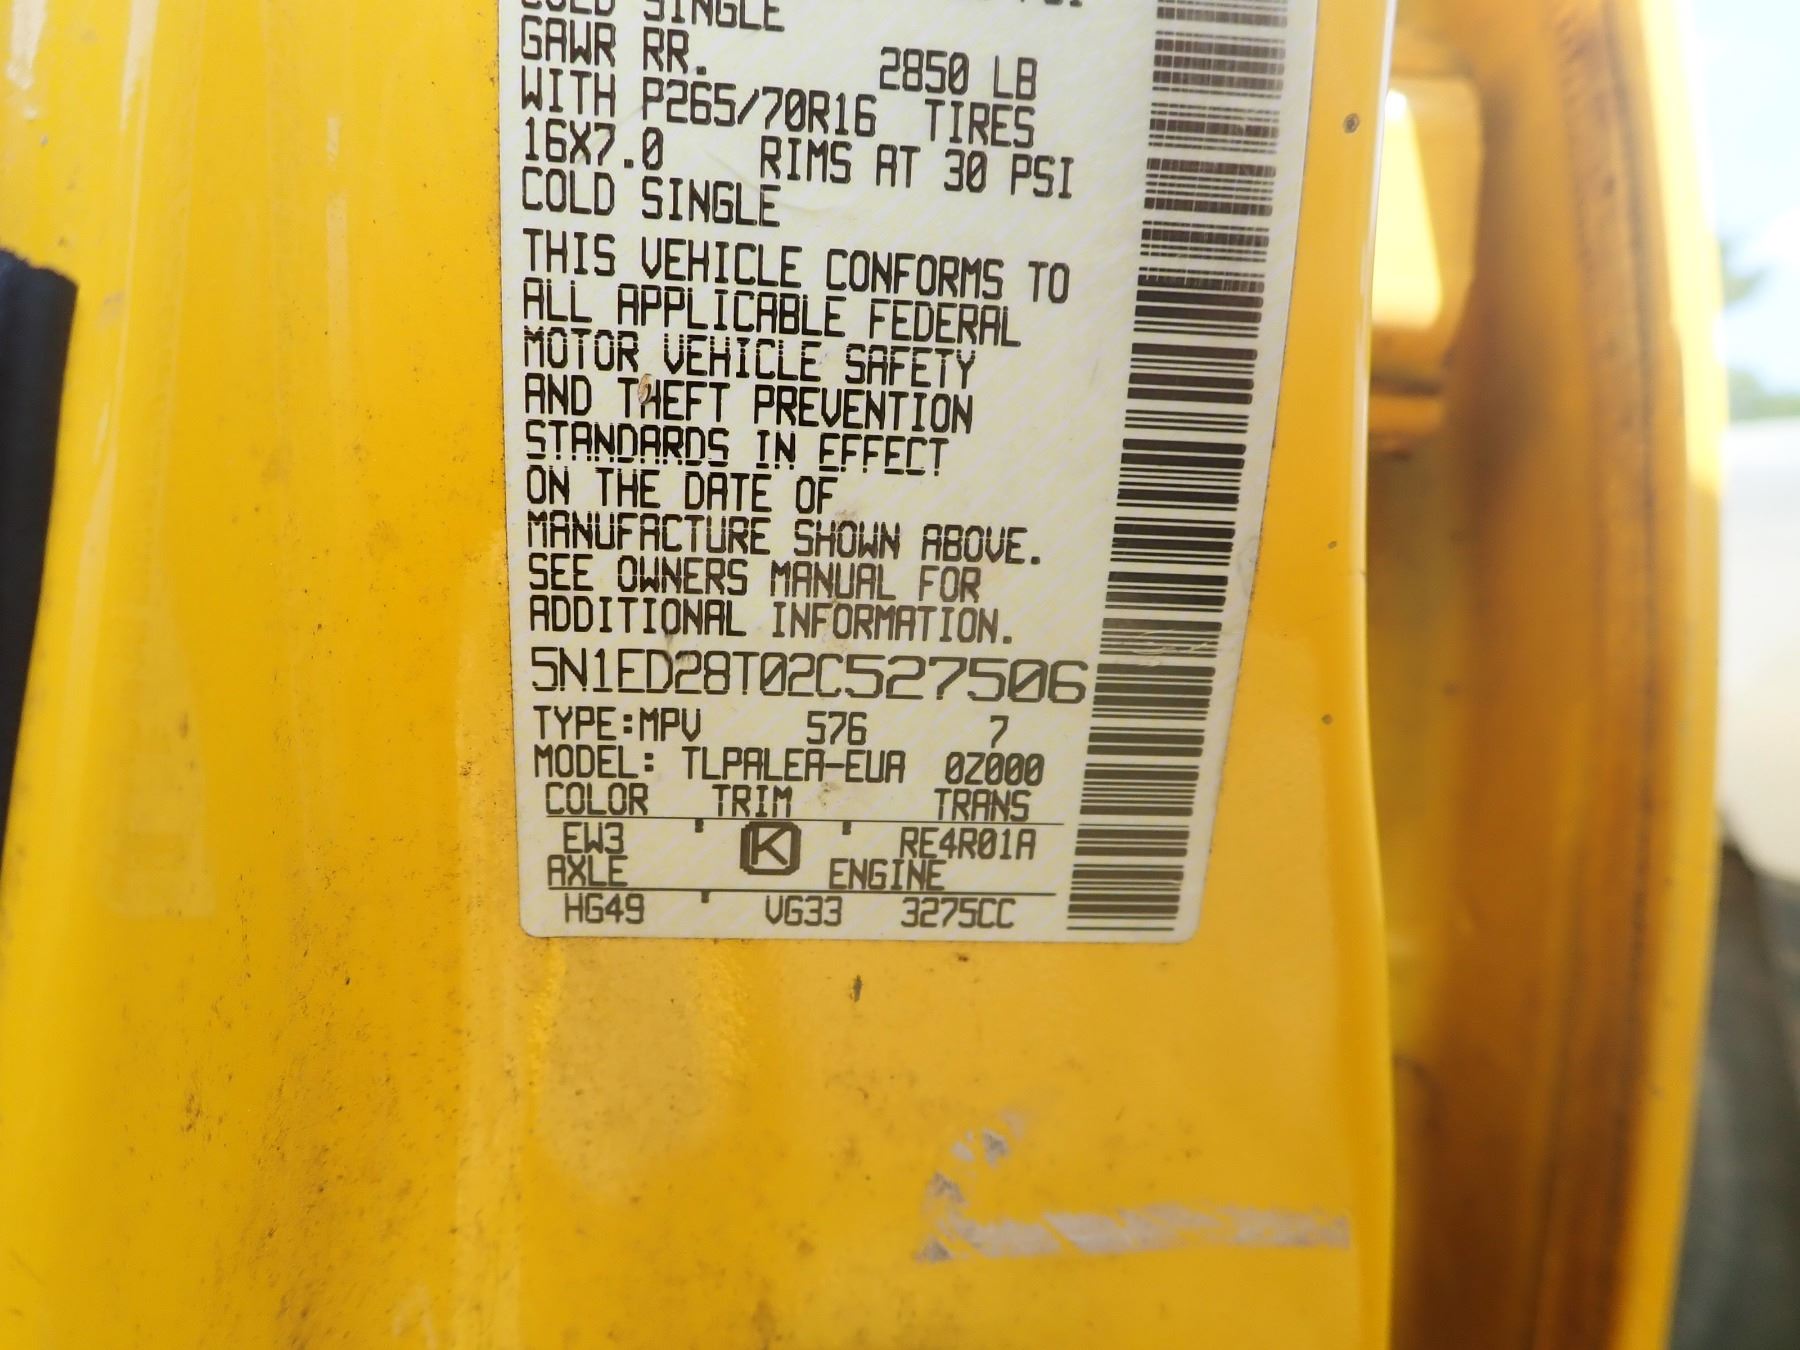 COLD SINGLE
GAWR RR. 2850 LB
WITH P265/70R16 TIRES
16X7.0 RIMS AT 30 PSI
COLD SINGLE
THIS VEHICLE CONFORMS TO
ALL APPLICABLE FEDERAL
MOTOR VEHICLE SAFETY
AND THEFT PREVENTION
STANDARDS IN EFFECT
ON THE DATE OF
MANUFACTURE SHOWN ABOVE.
SEE OWNERS MANUAL FOR
ADDITIONAL INFORMATION.
5N1ED28T02C527506
TYPE:MPV 576 7
MODEL: TLPALEA-EUA 0Z000
COLOR TRIM TRANS
EW3 K RE4R01A
AXLE ENGINE
HG49 VG33 3275CC